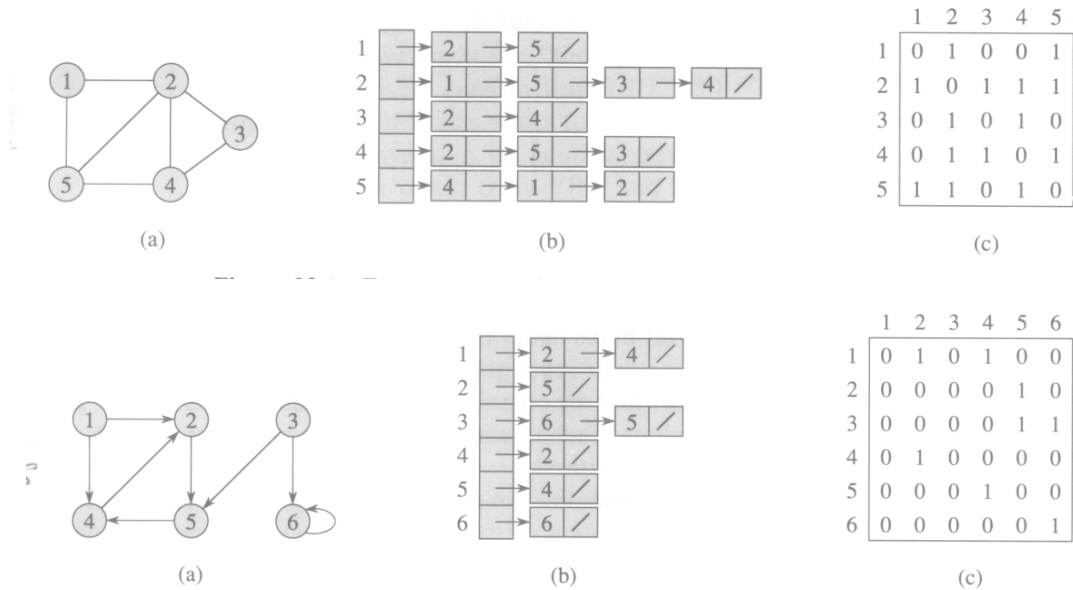 1 2
3
5 4
(a)
1 2 5
2 1 5 3 4
3 2 4
4 2 5 3
5 4 1 2
(b)
1 2 3 4 5
1 0 1 0 0 1
2 1 0 1 1 1
3 0 1 0 1 0
4 0 1 1 0 1
5 1 1 0 1 0
(c)
1 2 3
4 5 6
(a)
1 2 4
2 5
3 6 5
4 2
5 4
6 6
(b)
1 2 3 4 5 6
1 0 1 0 1 0 0
2 0 0 0 0 1 0
3 0 0 0 0 1 1
4 0 1 0 0 0 0
5 0 0 0 1 0 0
6 0 0 0 0 0 1
(c)